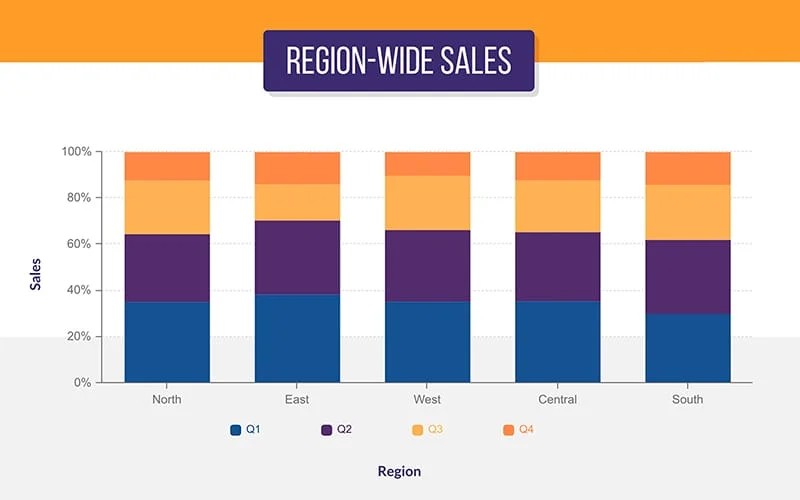 REGION-WIDE SALES
Sales
100%
80%
60%
40%
20%
0%
North East West Central South
Q1 Q2 Q3 Q4
Region